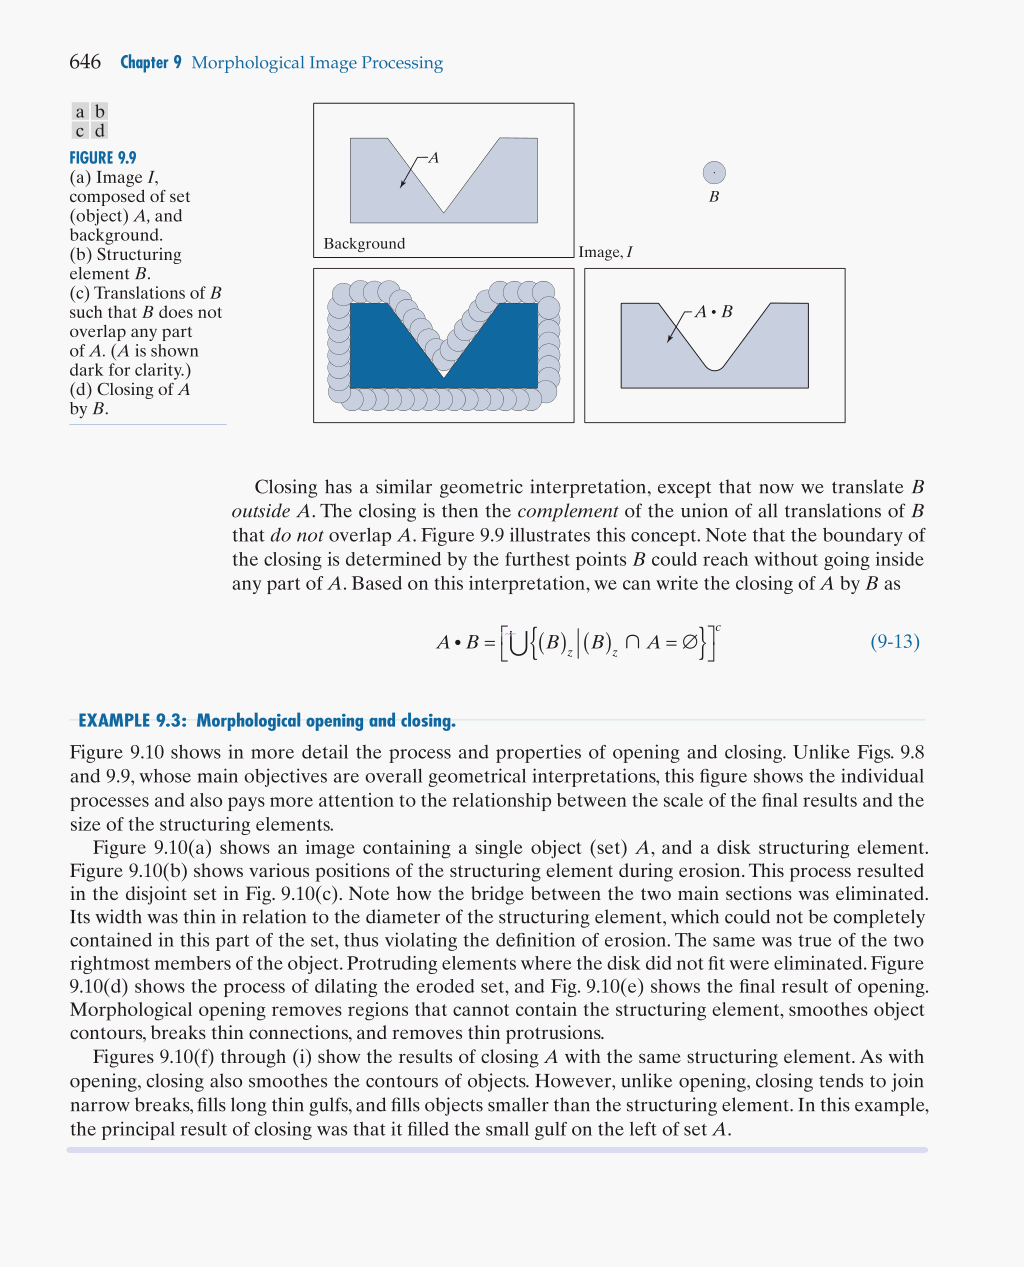 646 Chapter 9 Morphological Image Processing
a b
c d
FIGURE 9.9
(a) Image I,
composed of set
(object) A, and
background.
(b) Structuring
element B.
(c) Translations of B
such that B does not
overlap any part
of A. (A is shown
dark for clarity.)
(d) Closing of A
by B.
A
Background
Image, I
B
A • B
Closing has a similar geometric interpretation, except that now we translate B
outside A. The closing is then the complement of the union of all translations of B
that do not overlap A. Figure 9.9 illustrates this concept. Note that the boundary of
the closing is determined by the furthest points B could reach without going inside
any part of A. Based on this interpretation, we can write the closing of A by B as
A • B = [⋃{(B)z | (B)z ∩ A = ∅}]c (9-13)
EXAMPLE 9.3: Morphological opening and closing.
Figure 9.10 shows in more detail the process and properties of opening and closing. Unlike Figs. 9.8
and 9.9, whose main objectives are overall geometrical interpretations, this figure shows the individual
processes and also pays more attention to the relationship between the scale of the final results and the
size of the structuring elements.
Figure 9.10(a) shows an image containing a single object (set) A, and a disk structuring element.
Figure 9.10(b) shows various positions of the structuring element during erosion. This process resulted
in the disjoint set in Fig. 9.10(c). Note how the bridge between the two main sections was eliminated.
Its width was thin in relation to the diameter of the structuring element, which could not be completely
contained in this part of the set, thus violating the definition of erosion. The same was true of the two
rightmost members of the object. Protruding elements where the disk did not fit were eliminated. Figure
9.10(d) shows the process of dilating the eroded set, and Fig. 9.10(e) shows the final result of opening.
Morphological opening removes regions that cannot contain the structuring element, smoothes object
contours, breaks thin connections, and removes thin protrusions.
Figures 9.10(f) through (i) show the results of closing A with the same structuring element. As with
opening, closing also smoothes the contours of objects. However, unlike opening, closing tends to join
narrow breaks, fills long thin gulfs, and fills objects smaller than the structuring element. In this example,
the principal result of closing was that it filled the small gulf on the left of set A.